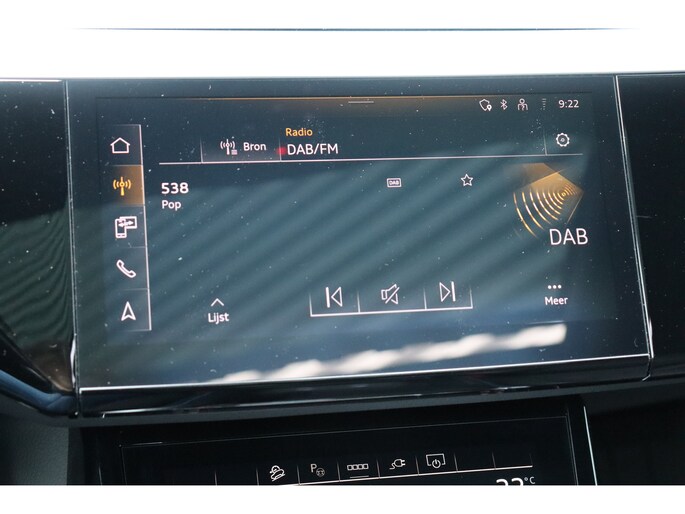 9:22
Radio
Bron DAB/FM
538 DAB
Pop
DAB
Lijst
Meer
P
°C